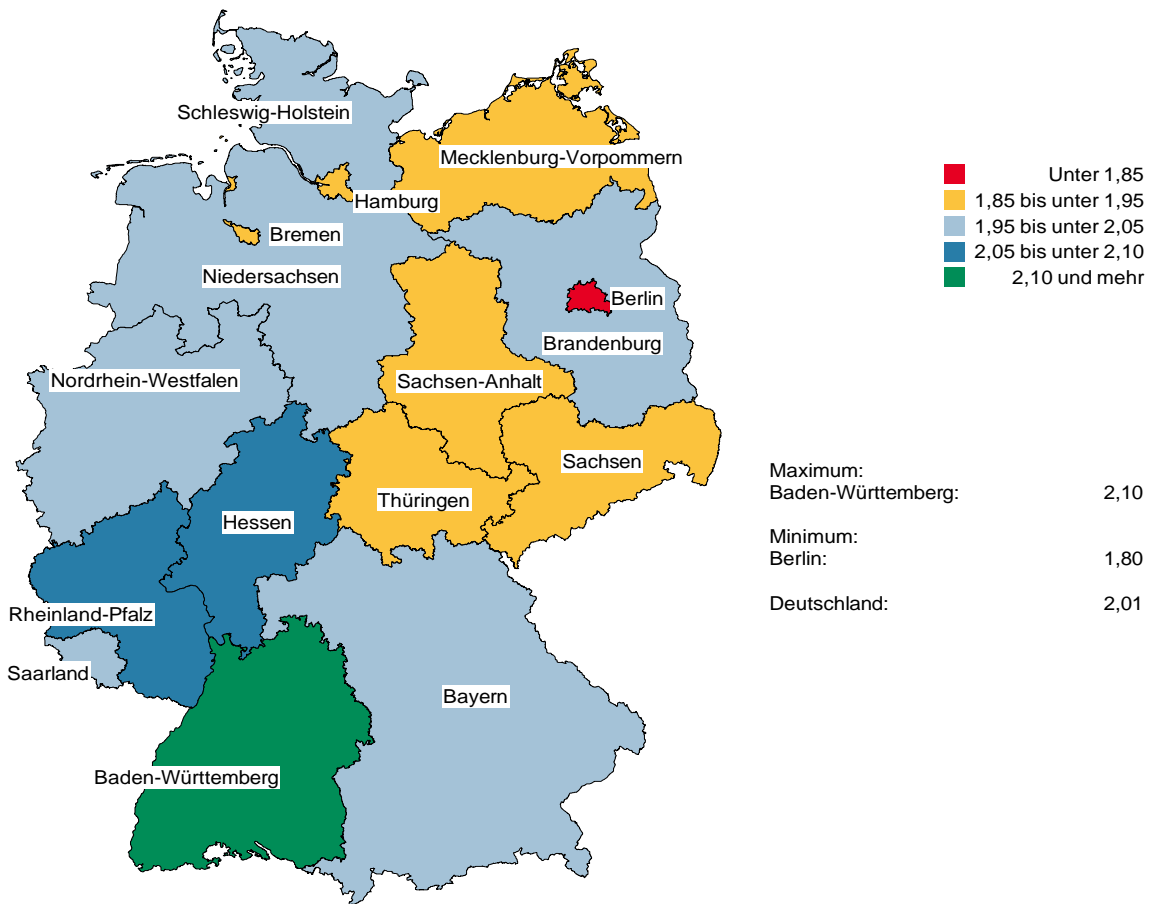 Schleswig-Holstein
Mecklenburg-Vorpommern
Hamburg
Bremen
Niedersachsen
Berlin
Brandenburg
Nordrhein-Westfalen
Sachsen-Anhalt
Sachsen
Thüringen
Hessen
Rheinland-Pfalz
Saarland
Bayern
Baden-Württemberg
Unter 1,85
1,85 bis unter 1,95
1,95 bis unter 2,05
2,05 bis unter 2,10
2,10 und mehr
Maximum:
Baden-Württemberg: 2,10
Minimum:
Berlin: 1,80
Deutschland: 2,01